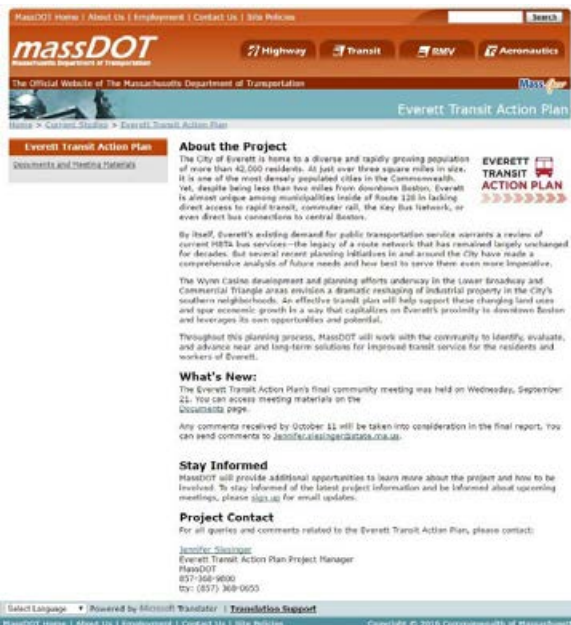 MassDOT Home | About Us | Employment | Contact Us | Site Policies
Search
massDOT
Massachusetts Department of Transportation
Highway
Transit
RMV
Aeronautics
The Official Website of The Massachusetts Department of Transportation
Mass.Gov
Everett Transit Action Plan
Home > Current Studies > Everett Transit Action Plan
Everett Transit Action Plan
Documents and Meeting Materials
About the Project
EVERETT
TRANSIT
ACTION PLAN
The City of Everett is home to a diverse and rapidly growing population
of more than 42,000 residents. At just over three square miles in size,
it is one of the most densely populated cities in the Commonwealth.
Yet, despite being less than two miles from downtown Boston, Everett
is almost unique among municipalities inside of Route 128 in lacking
direct access to rapid transit, commuter rail, the Key Bus Network, or
even direct bus connections to central Boston.
By itself, Everett's existing demand for public transportation service warrants a review of
current MBTA bus services—the legacy of a route network that has remained largely unchanged
for decades. But several recent planning initiatives in and around the City have made a
comprehensive analysis of future needs and how best to serve them even more imperative.
The Wynn Casino development and planning efforts underway in the Lower Broadway and
Commercial Triangle areas envision a dramatic reshaping of industrial property in the City's
southern neighborhoods. An effective transit plan will help support these changing land uses
and spur economic growth in a way that capitalizes on Everett's proximity to downtown Boston
and leverages its own opportunities and potential.
Throughout this planning process, MassDOT will work with the community to identify, evaluate,
and advance near and long-term solutions for improved transit service for the residents and
workers of Everett.
What's New:
The Everett Transit Action Plan's final community meeting was held on Wednesday, September
21. You can access meeting materials on the
Documents page.
Any comments received by October 11 will be taken into consideration in the final report. You
can send comments to Jennifer.slesinger@state.ma.us.
Stay Informed
MassDOT will provide additional opportunities to learn more about the project and how to be
involved. To stay informed of the latest project information and be informed about upcoming
meetings, please sign up for email updates.
Project Contact
For all queries and comments related to the Everett Transit Action Plan, please contact:
Jennifer Slesinger
Everett Transit Action Plan Project Manager
MassDOT
857-368-9800
tty: (857) 368-0655
Select Language
Powered by Microsoft Translator | Translation Support
MassDOT Home | About Us | Employment | Contact Us | Site Policies
Copyright © 2016 Commonwealth of Massachusetts